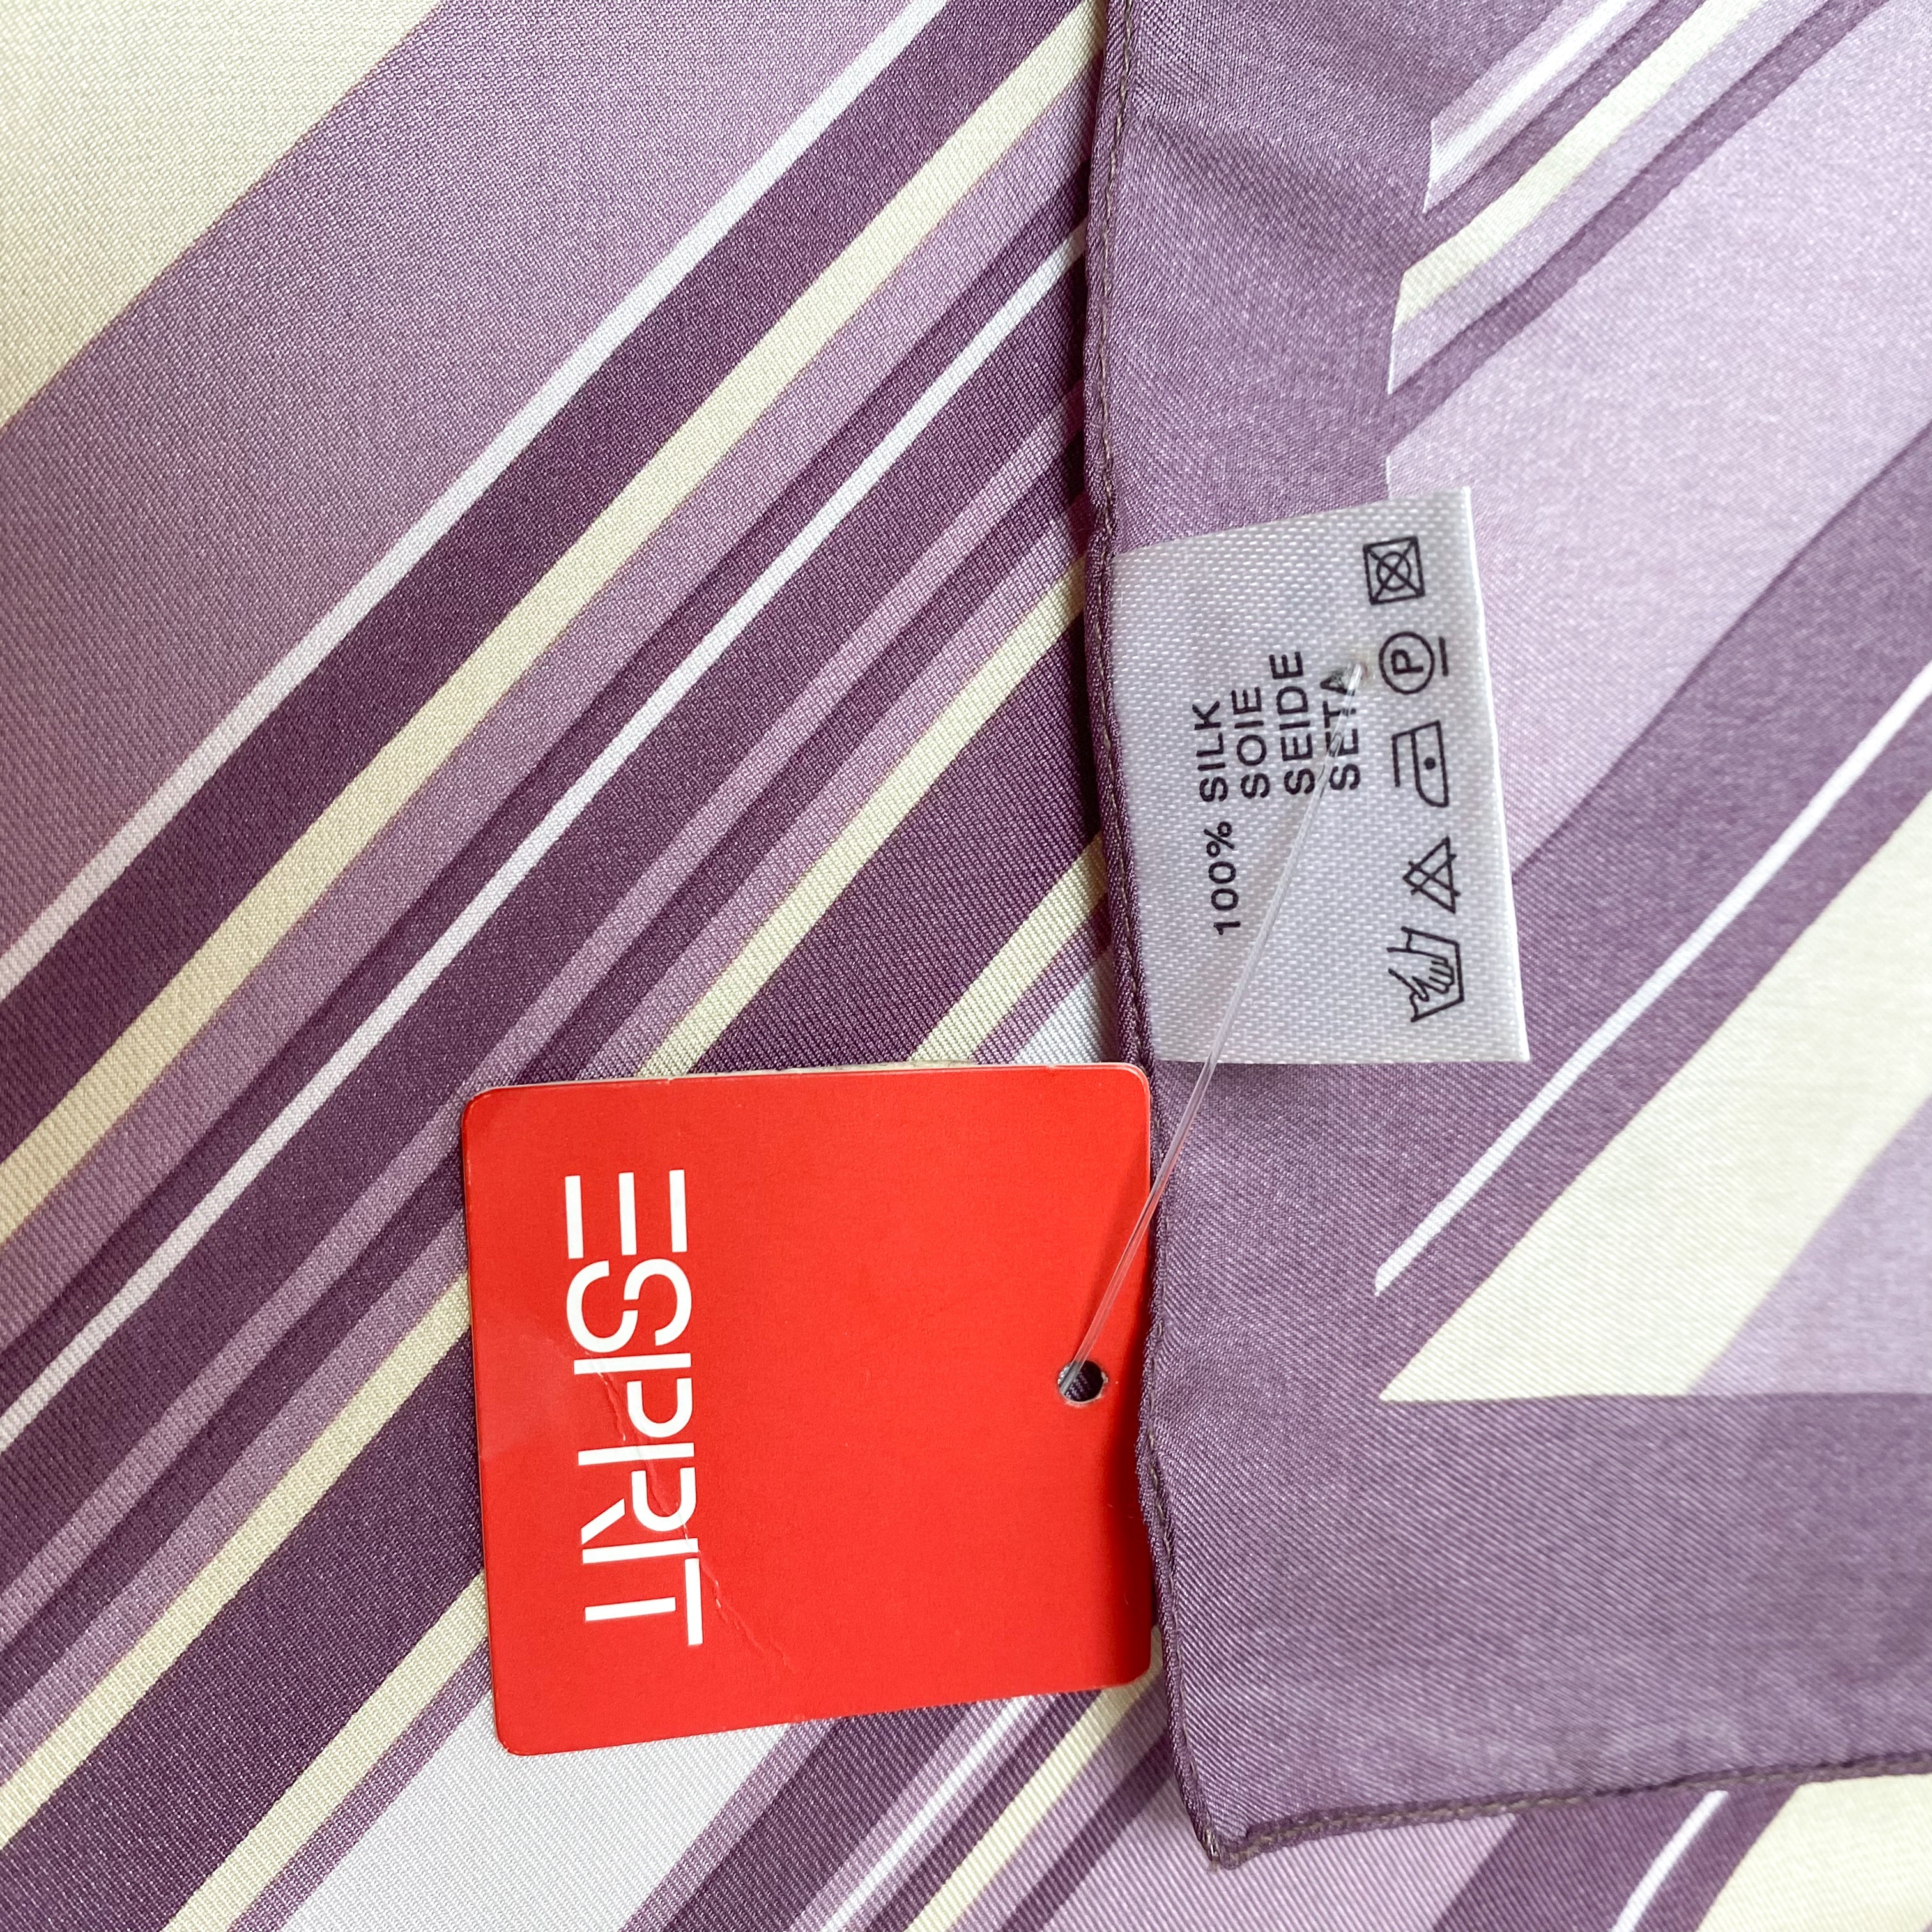 100% SILK
SOIE
SEIDE
SETA
P
ESPRIT